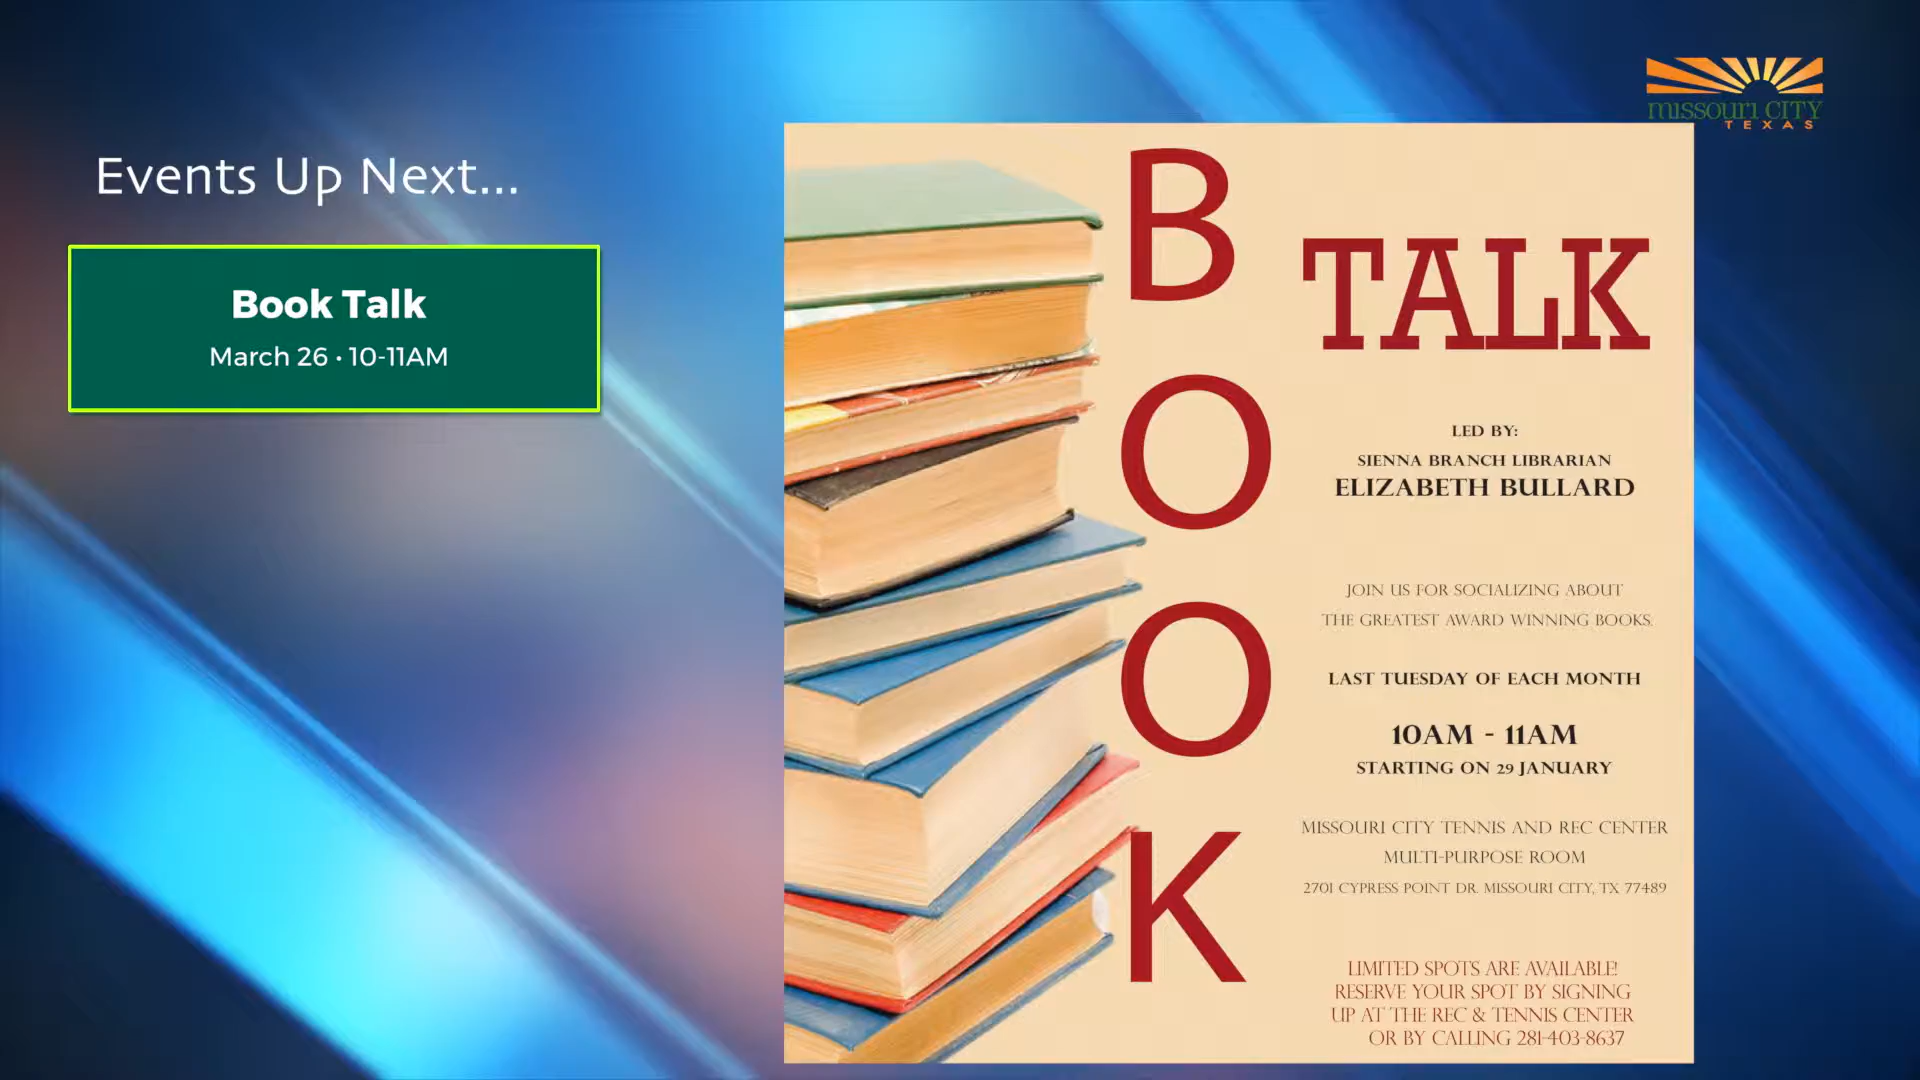 missouri CITY
TEXAS
Events Up Next...
Book Talk
March 26 • 10-11AM
BOOK
TALK
LED BY:
SIENNA BRANCH LIBRARIAN
ELIZABETH BULLARD
JOIN US FOR SOCIALIZING ABOUT
THE GREATEST AWARD WINNING BOOKS.
LAST TUESDAY OF EACH MONTH
10AM - 11AM
STARTING ON 29 JANUARY
MISSOURI CITY TENNIS AND REC CENTER
MULTI-PURPOSE ROOM
2701 CYPRESS POINT DR. MISSOURI CITY, TX 77489
LIMITED SPOTS ARE AVAILABLE!
RESERVE YOUR SPOT BY SIGNING
UP AT THE REC & TENNIS CENTER
OR BY CALLING 281-403-8637